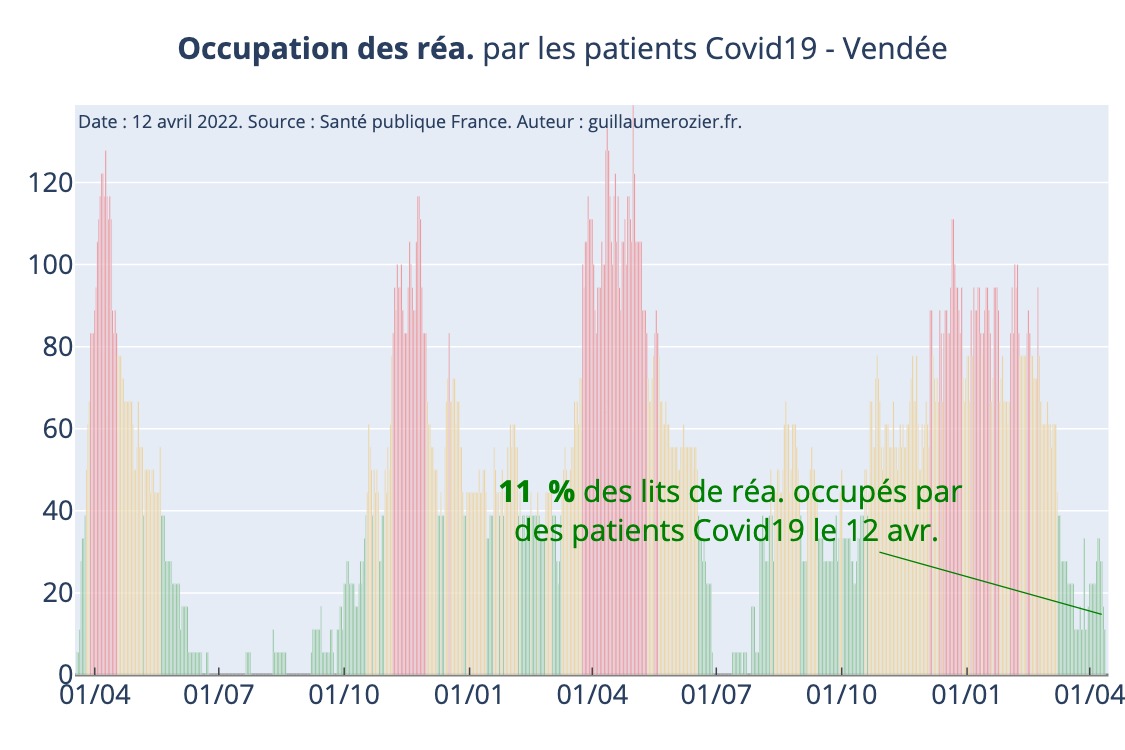 Occupation des réa. par les patients Covid19 - Vendée
Date : 12 avril 2022. Source : Santé publique France. Auteur : guillaumerozier.fr.
120
100
80
60
40
20
0
11 % des lits de réa. occupés par
des patients Covid19 le 12 avr.
01/04 01/07 01/10 01/01 01/04 01/07 01/10 01/01 01/04